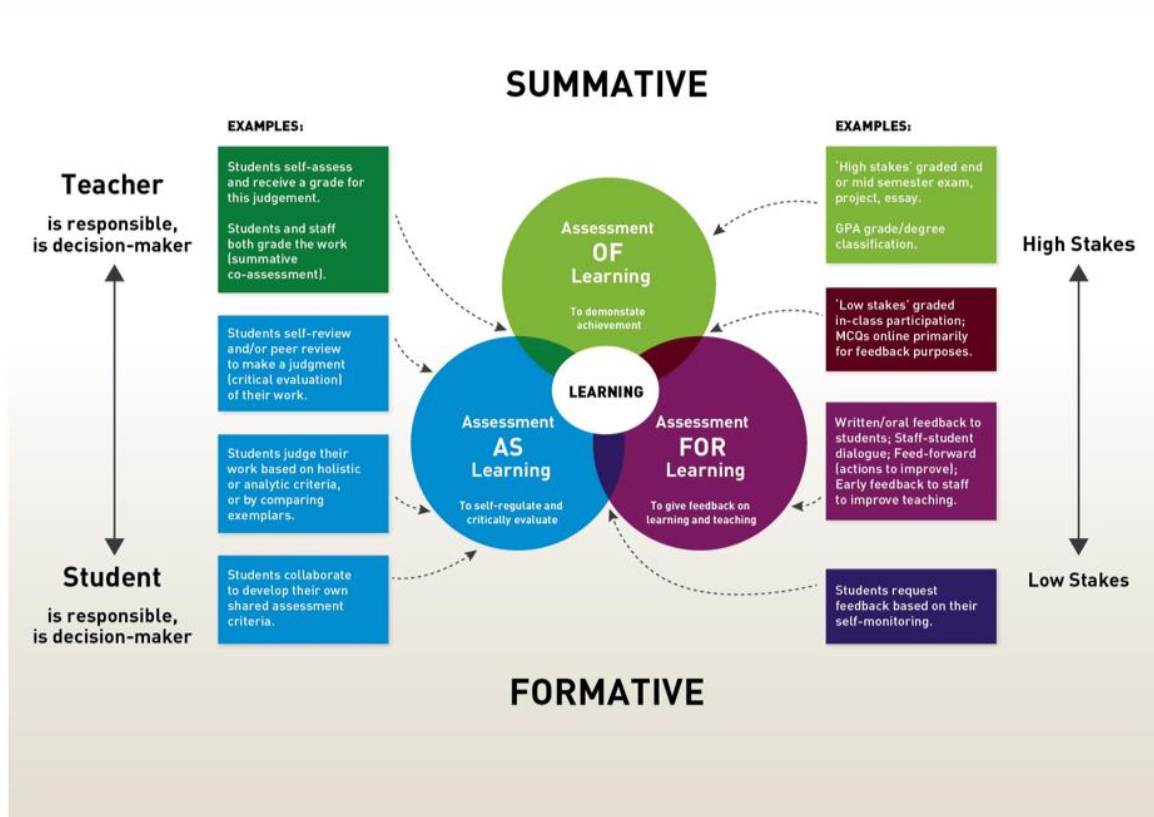 SUMMATIVE
EXAMPLES:
Students self-assess
and receive a grade for
this judgement.
Students and staff
both grade the work
(summative
co-assessment).
Students self-review
and/or peer review
to make a judgment
(critical evaluation)
of their work.
Students judge their
work based on holistic
or analytic criteria,
or by comparing
exemplars.
Students collaborate
to develop their own
shared assessment
criteria.
Teacher
is responsible,
is decision-maker
Student
is responsible,
is decision-maker
Assessment
OF
Learning
To demonstate
achievement
LEARNING
Assessment
AS
Learning
To self-regulate and
critically evaluate
Assessment
FOR
Learning
To give feedback on
learning and teaching
EXAMPLES:
'High stakes' graded end
or mid semester exam,
project, essay.
GPA grade/degree
classification.
'Low stakes' graded
in-class participation;
MCQs online primarily
for feedback purposes.
Written/oral feedback to
students; Staff-student
dialogue; Feed-forward
(actions to improve);
Early feedback to staff
to improve teaching.
Students request
feedback based on their
self-monitoring.
High Stakes
Low Stakes
FORMATIVE